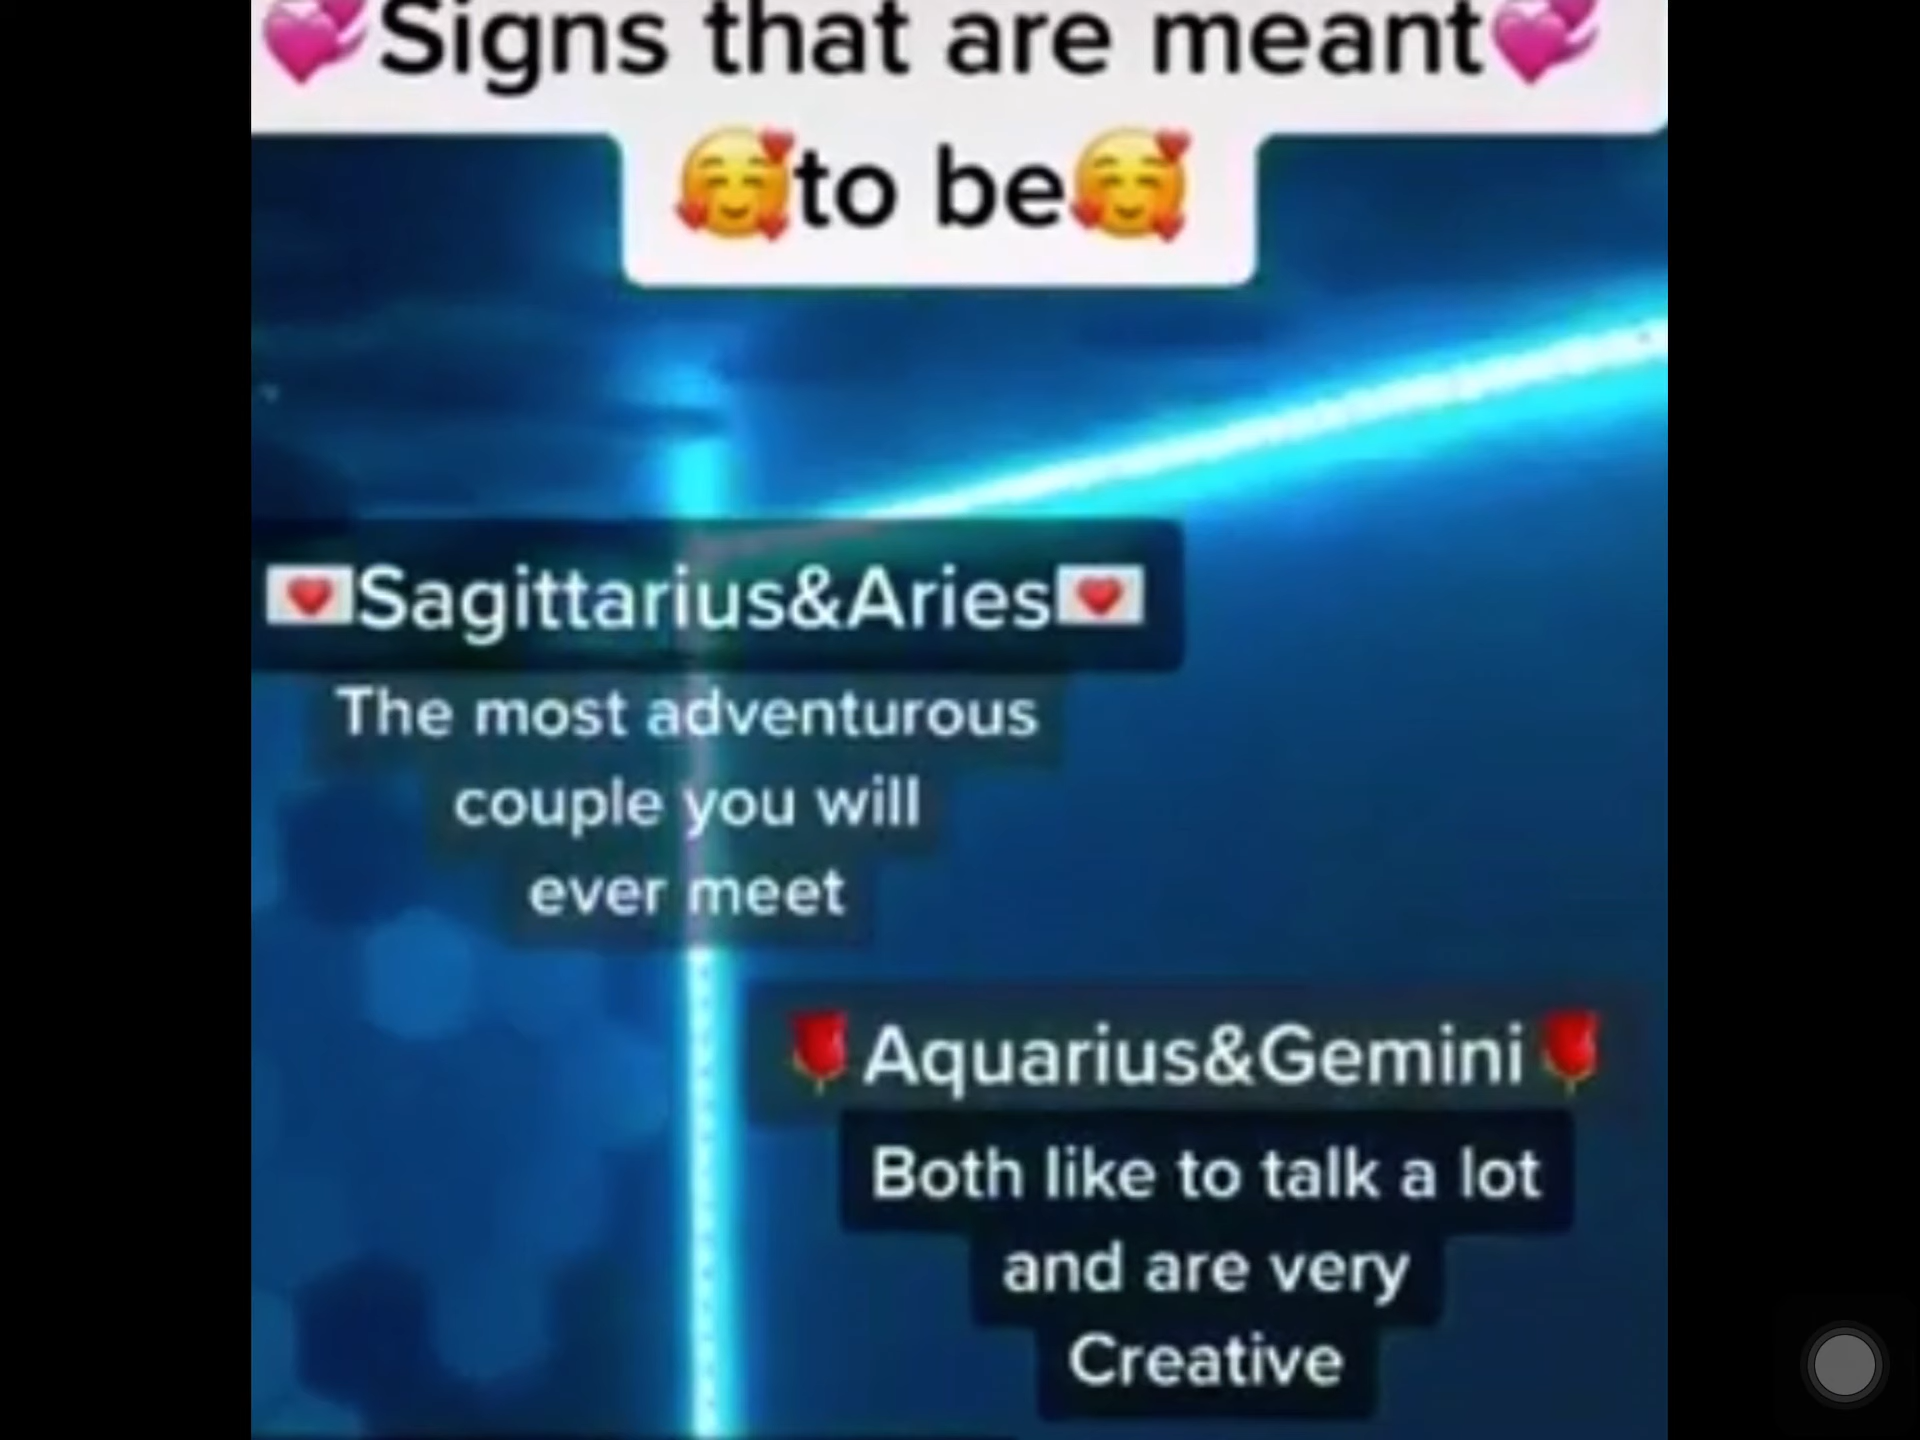 💞Signs that are meant💞
🥰to be🥰
💌Sagittarius&Aries💌
The most adventurous
couple you will
ever meet
🌹Aquarius&Gemini🌹
Both like to talk a lot
and are very
Creative